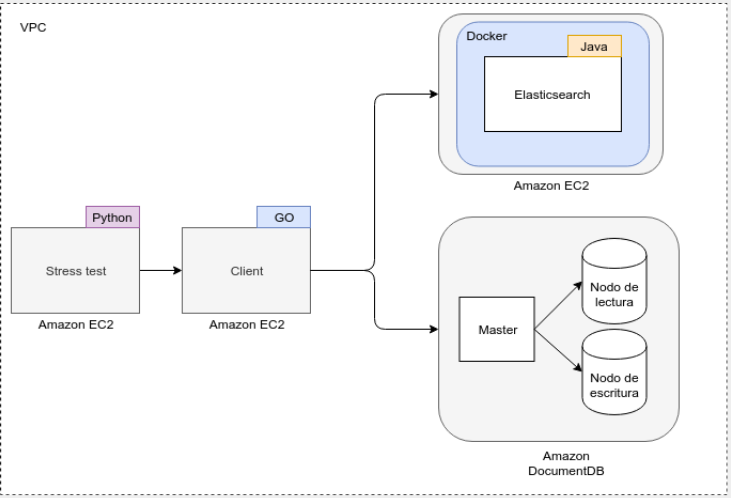 VPC
Docker
Java
Elasticsearch
Amazon EC2
Python
Stress test
Amazon EC2
GO
Client
Amazon EC2
Master
Nodo de
lectura
Nodo de
escritura
Amazon
DocumentDB